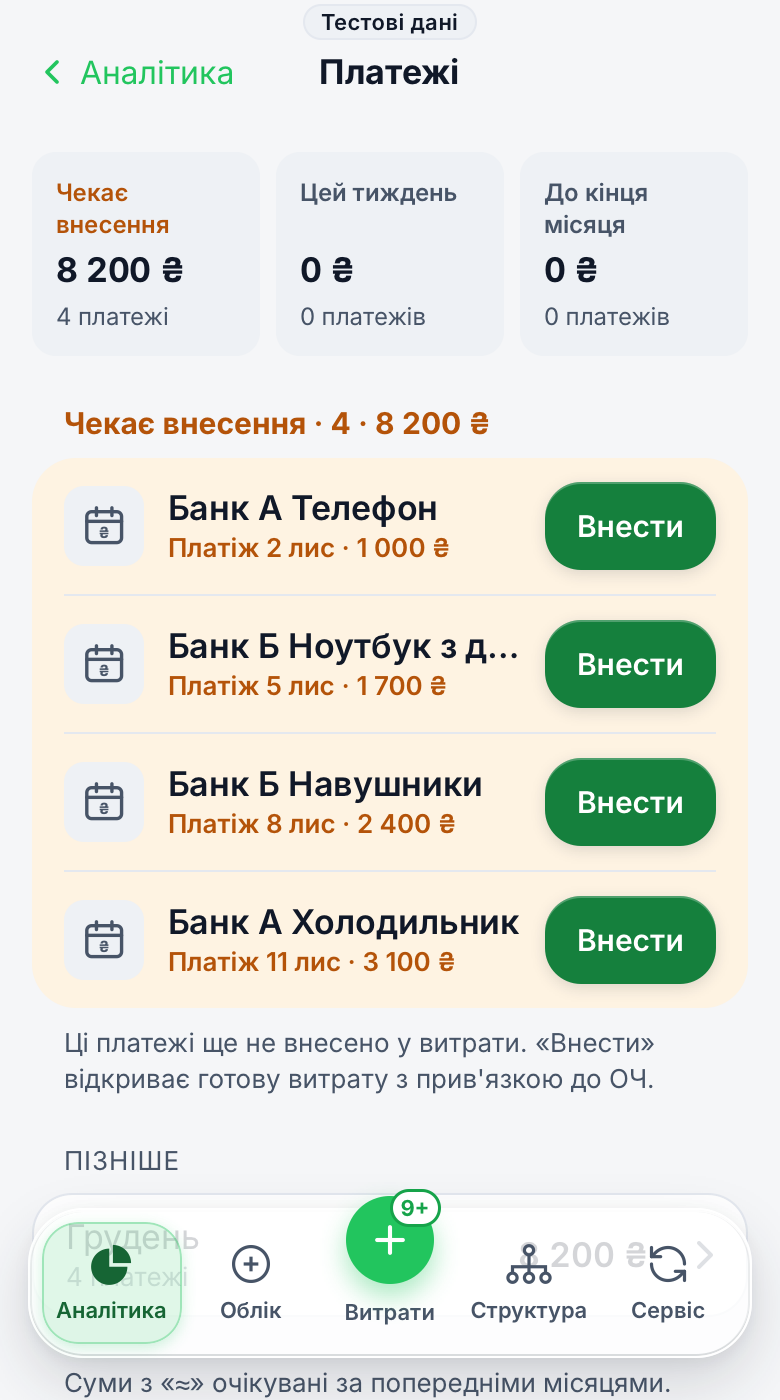 Тестові дані
Аналітика
Платежі
Чекає внесення
8 200 ₴
4 платежі
Цей тиждень
0 ₴
0 платежів
До кінця місяця
0 ₴
0 платежів
Чекає внесення · 4 · 8 200 ₴
Банк А Телефон
Платіж 2 лис · 1 000 ₴
Внести
Банк Б Ноутбук з д...
Платіж 5 лис · 1 700 ₴
Внести
Банк Б Навушники
Платіж 8 лис · 2 400 ₴
Внести
Банк А Холодильник
Платіж 11 лис · 3 100 ₴
Внести
Ці платежі ще не внесено у витрати. «Внести»
відкриває готову витрату з прив'язкою до ОЧ.
ПІЗНІШЕ
Грудень
8 200 ₴
4 платежі
9+
Аналітика
Облік
Витрати
Структура
Сервіс
Суми з «≈» очікувані за попередніми місяцями.